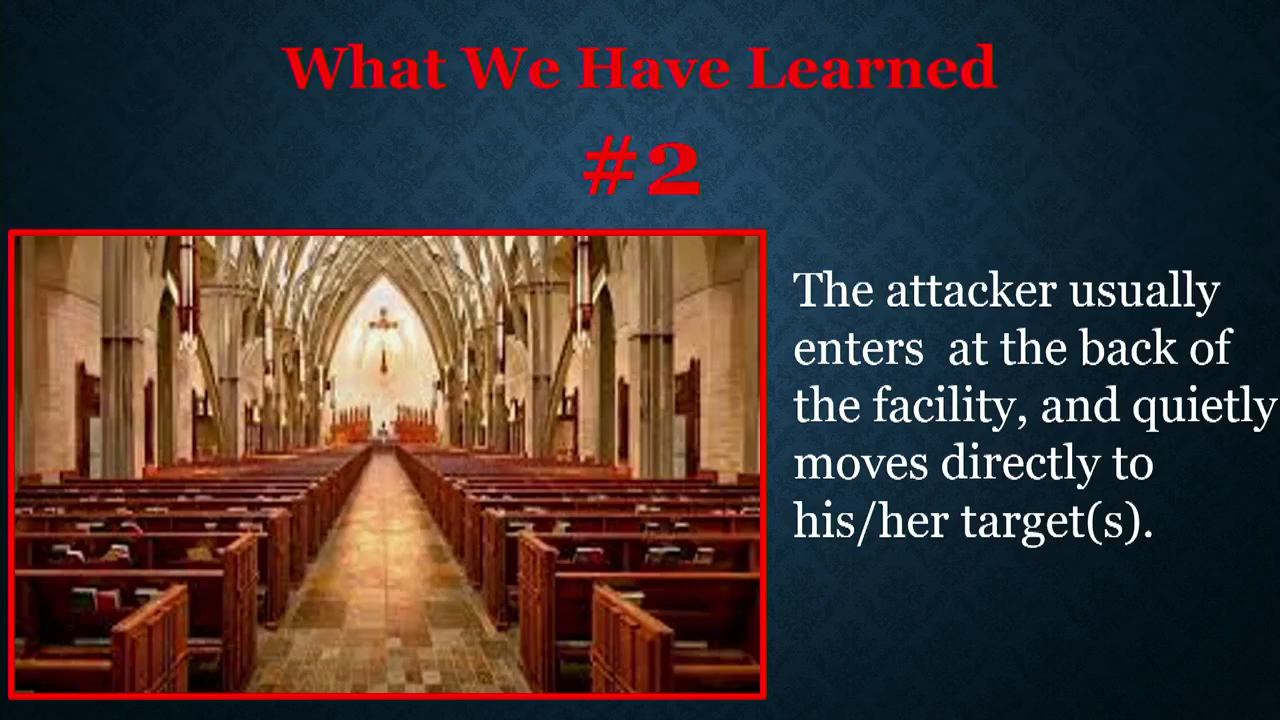 What We Have Learned
#2
The attacker usually
enters  at the back of
the facility, and quietly
moves directly to
his/her target(s).